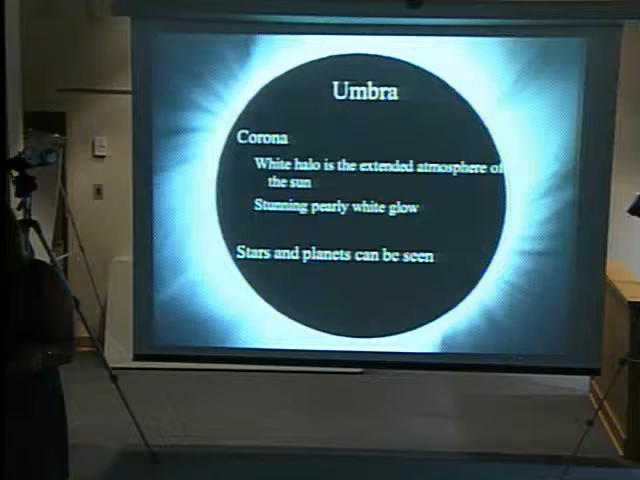 Umbra
Corona
White halo is the extended atmosphere of
the sun
Stunning pearly white glow
Stars and planets can be seen